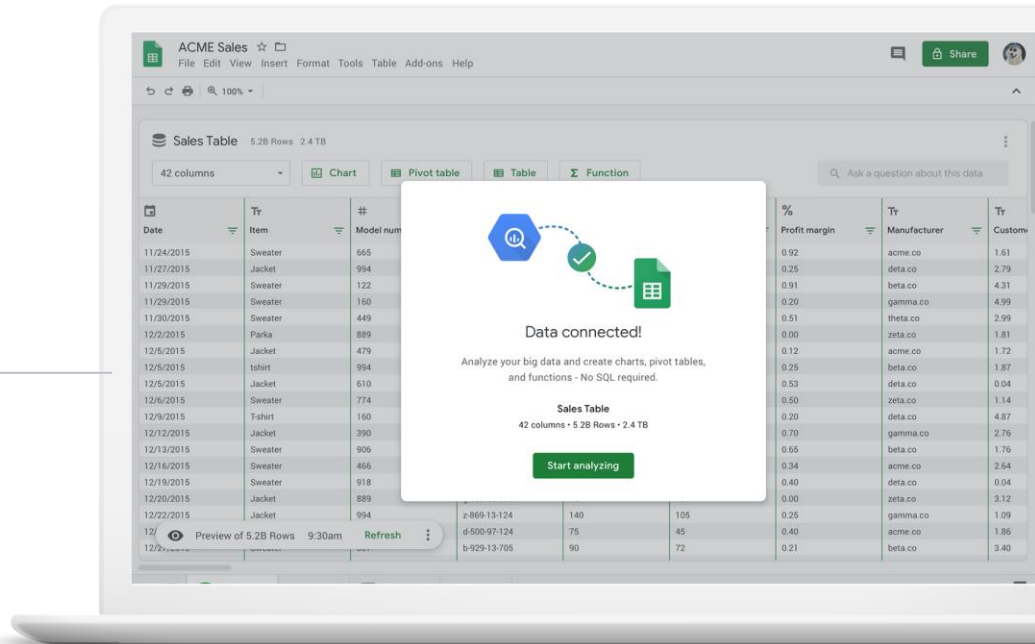 ACME Sales
File Edit View Insert Format Tools Table Add-ons Help
Share
100%
Sales Table 5.2B Rows 2.4 TB
42 columns Chart Pivot table Table Σ Function Ask a question about this data
Tт # % Tт Tт
Date Item Model num Profit margin Manufacturer Custome
11/24/2015 Sweater 665 0.92 acme.co 1.61
11/27/2015 Jacket 994 0.25 deta.co 2.79
11/29/2015 Sweater 122 0.91 beta.co 4.31
11/29/2015 Sweater 160 0.20 gamma.co 4.99
11/30/2015 Sweater 449 0.51 theta.co 2.99
12/2/2015 Parka 889 0.00 zeta.co 1.81
12/5/2015 Jacket 479 0.12 acme.co 1.72
12/5/2015 tshirt 994 0.25 beta.co 1.87
12/5/2015 Jacket 610 0.53 deta.co 0.04
12/6/2015 Sweater 774 0.50 zeta.co 1.14
12/9/2015 T-shirt 160 0.20 deta.co 4.87
12/12/2015 Jacket 390 0.70 gamma.co 2.76
12/13/2015 Sweater 906 0.65 beta.co 1.76
12/16/2015 Sweater 466 0.34 acme.co 2.64
12/19/2015 Sweater 918 0.40 deta.co 0.04
12/20/2015 Jacket 889 0.00 zeta.co 3.12
12/22/2015 Jacket 994 z-869-13-124 140 105 0.25 gamma.co 1.09
12/ d-500-97-124 75 45 0.40 acme.co 1.86
b-929-13-705 90 72 0.21 beta.co 3.40
Data connected!
Analyze your big data and create charts, pivot tables,
and functions - No SQL required.
Sales Table
42 columns • 5.2B Rows • 2.4 TB
Start analyzing
Preview of 5.2B Rows 9:30am Refresh